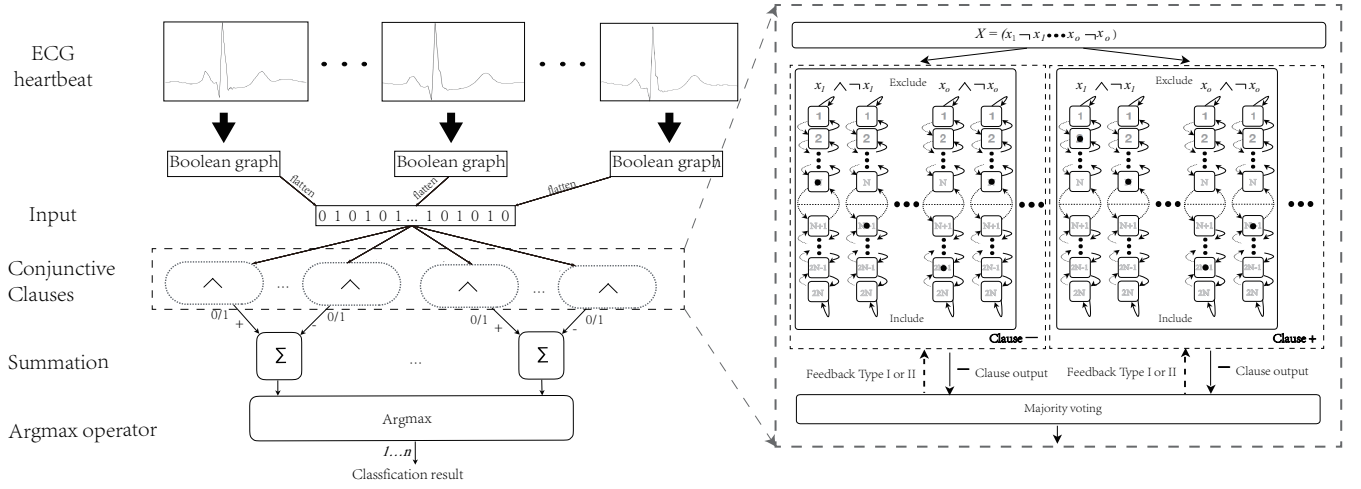 ECG
heartbeat
Boolean graph
Boolean graph
Boolean graph
flatten
flatten
flatten
Input
0 1 0 1 0 1 ... 1 0 1 0 1 0
Conjunctive
Clauses
∧ ... ∧ ... ∧ ... ∧
0/1 + - 0/1 0/1 + - 0/1
Summation
Σ ... Σ
Argmax operator
Argmax
1...n
Classfication result
X = (x1 ¬ x1 ••• xo ¬ xo )
Exclude
x1 ∧ ¬ x1 xo ∧ ¬ xo
1 1 1 1
2 2 2 2
N N
N+1 N+1 N+1
2N-1 2N-1 2N-1
2N 2N 2N 2N
Include
Clause —
Exclude
x1 ∧ ¬ x1 xo ∧ ¬ xo
1 1 1 1
2 2 2
N N N
N+1 N+1 N+1
2N-1 2N-1 2N-1
2N 2N 2N 2N
Include
Clause +
Feedback Type I or II
— Clause output
Feedback Type I or II
— Clause output
Majority voting